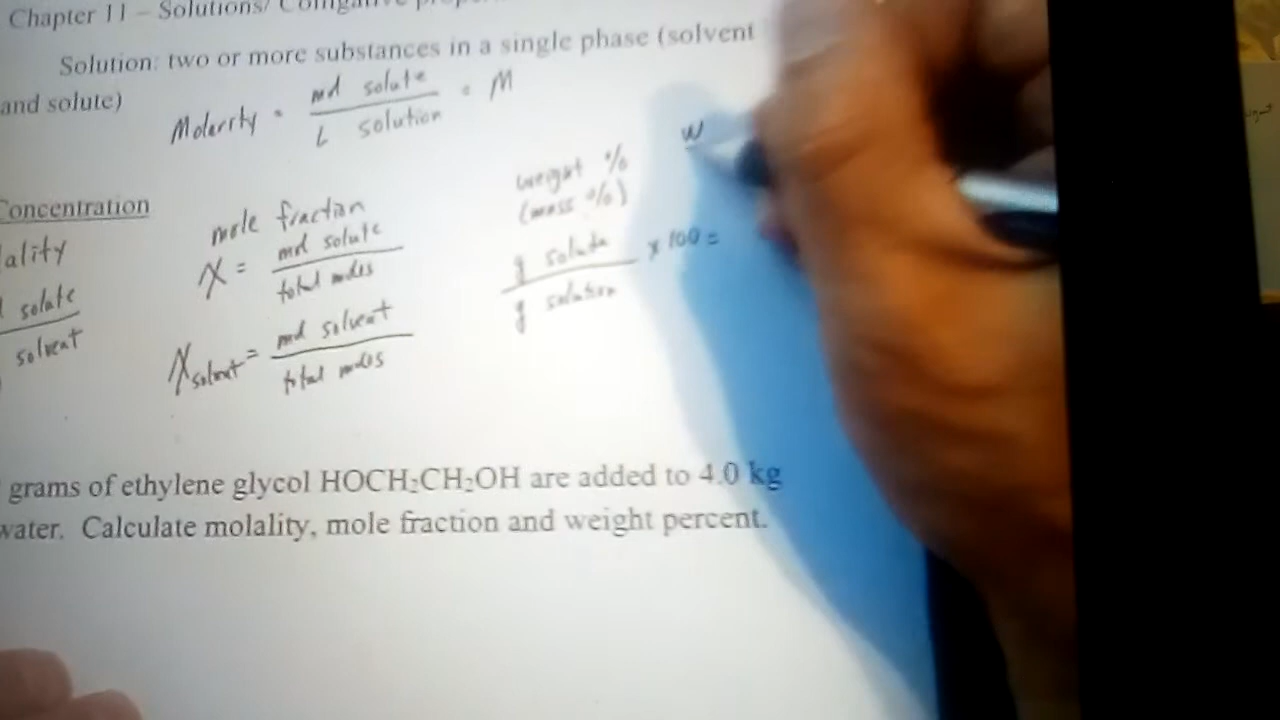 Chapter 11 – Solutions/ Colligative
Solution: two or more substances in a single phase (solvent
and solute)
Molarity = mol solute / L solution = M
Concentration
ality
solute
solvent
mole fraction
X = mol solute / total moles
Xsolvent = mol solvent / total moles
weight %
(mass %)
g solute / g solution x 100 =
w
grams of ethylene glycol HOCH₂CH₂OH are added to 4.0 kg
water. Calculate molality, mole fraction and weight percent.